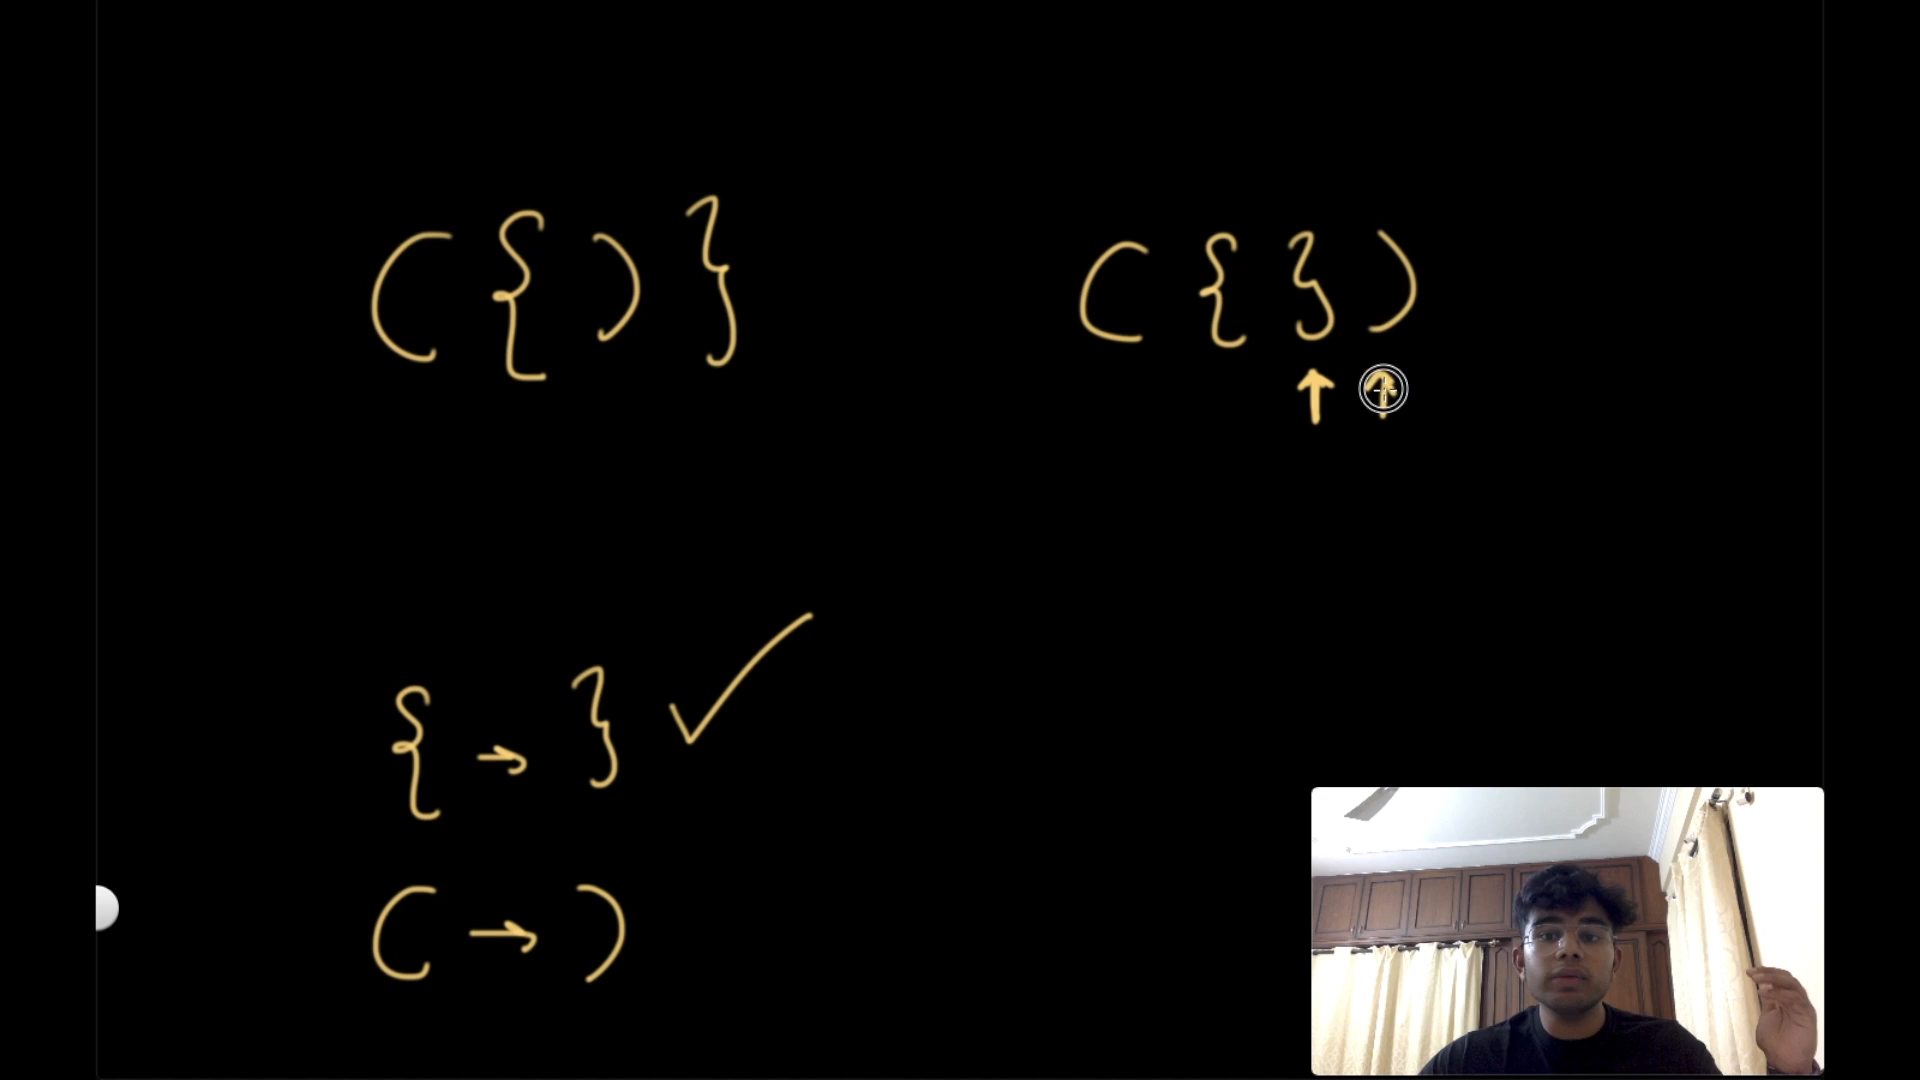 ( { ) }
( { } )
↑ ↑
{ → } ✓
( → )